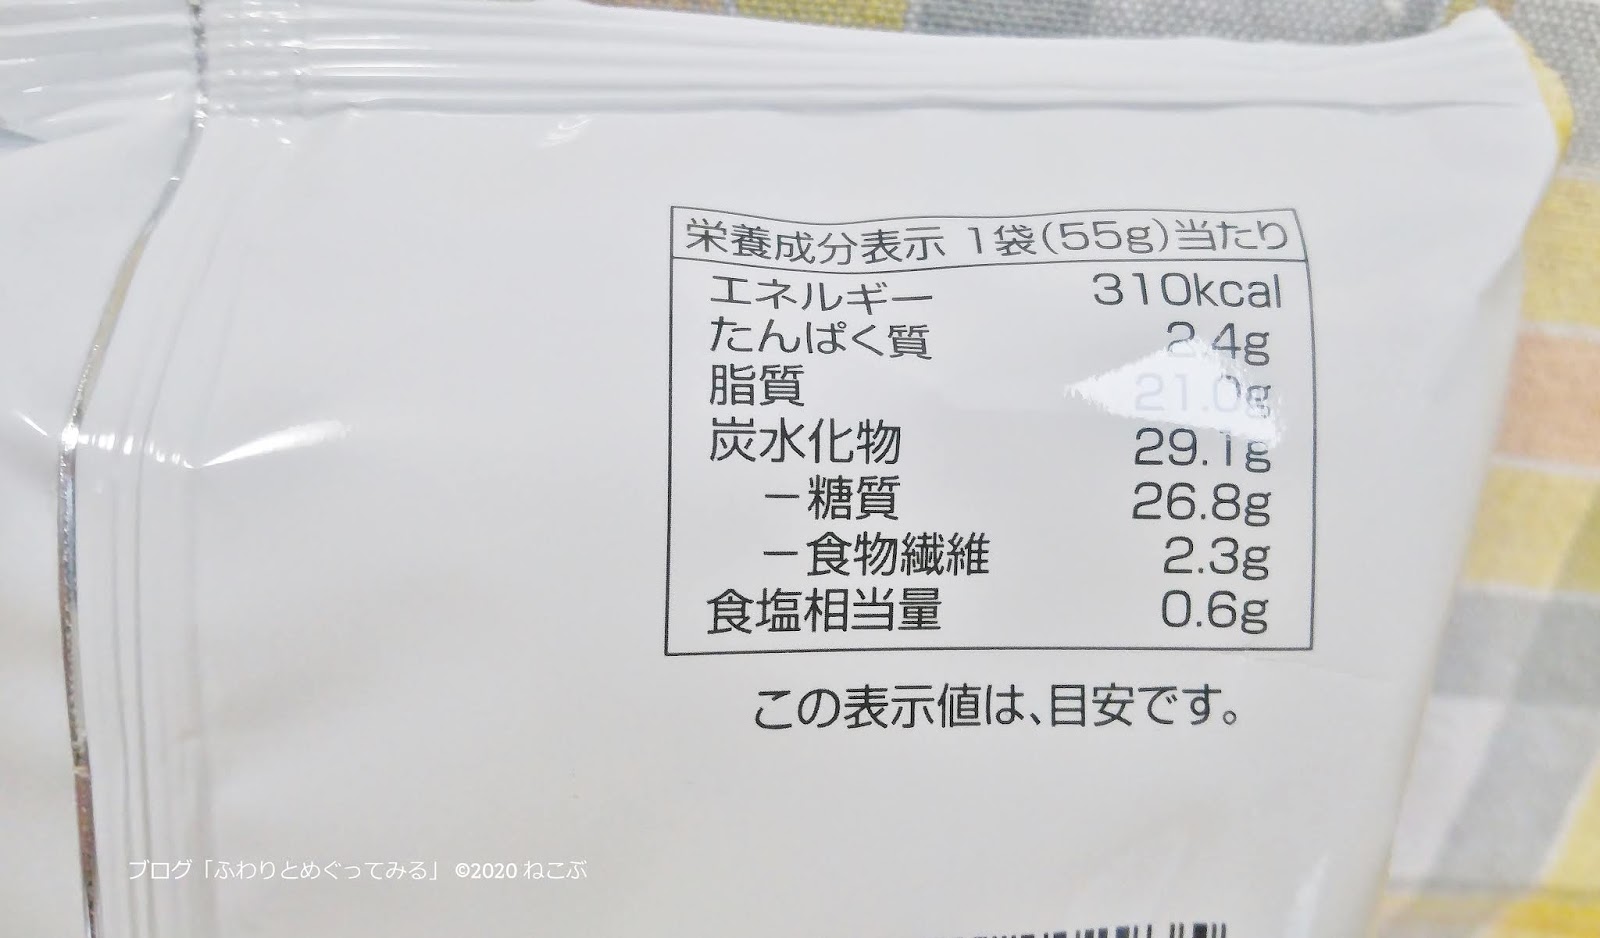 栄養成分表示 1袋(55g)当たり
エネルギー 310kcal
たんぱく質 2.4g
脂質 21.0g
炭水化物 29.1g
－糖質 26.8g
－食物繊維 2.3g
食塩相当量 0.6g
この表示値は、目安です。
ブログ「ふわりとめぐってみる」 ©2020 ねこぶ